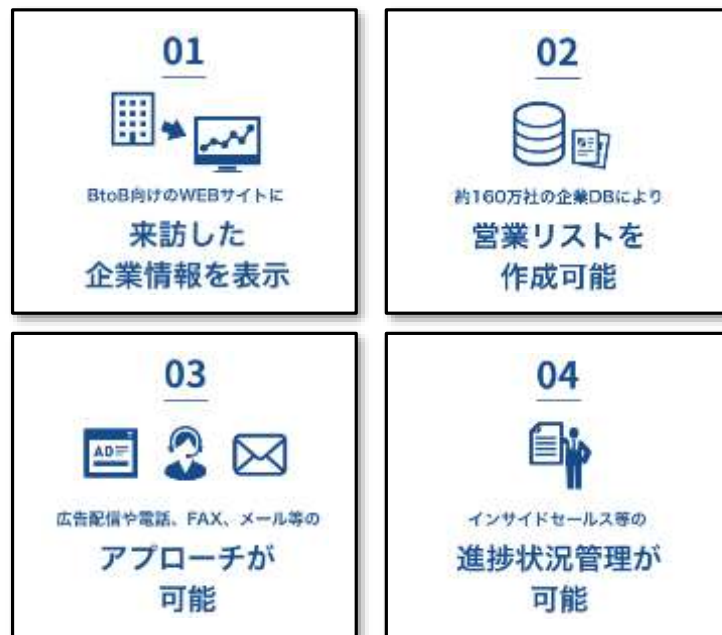 01
BtoB向けのWEBサイトに
来訪した
企業情報を表示
02
約160万社の企業DBにより
営業リストを
作成可能
03
AD
広告配信や電話、FAX、メール等の
アプローチが
可能
04
インサイドセールス等の
進捗状況管理が
可能